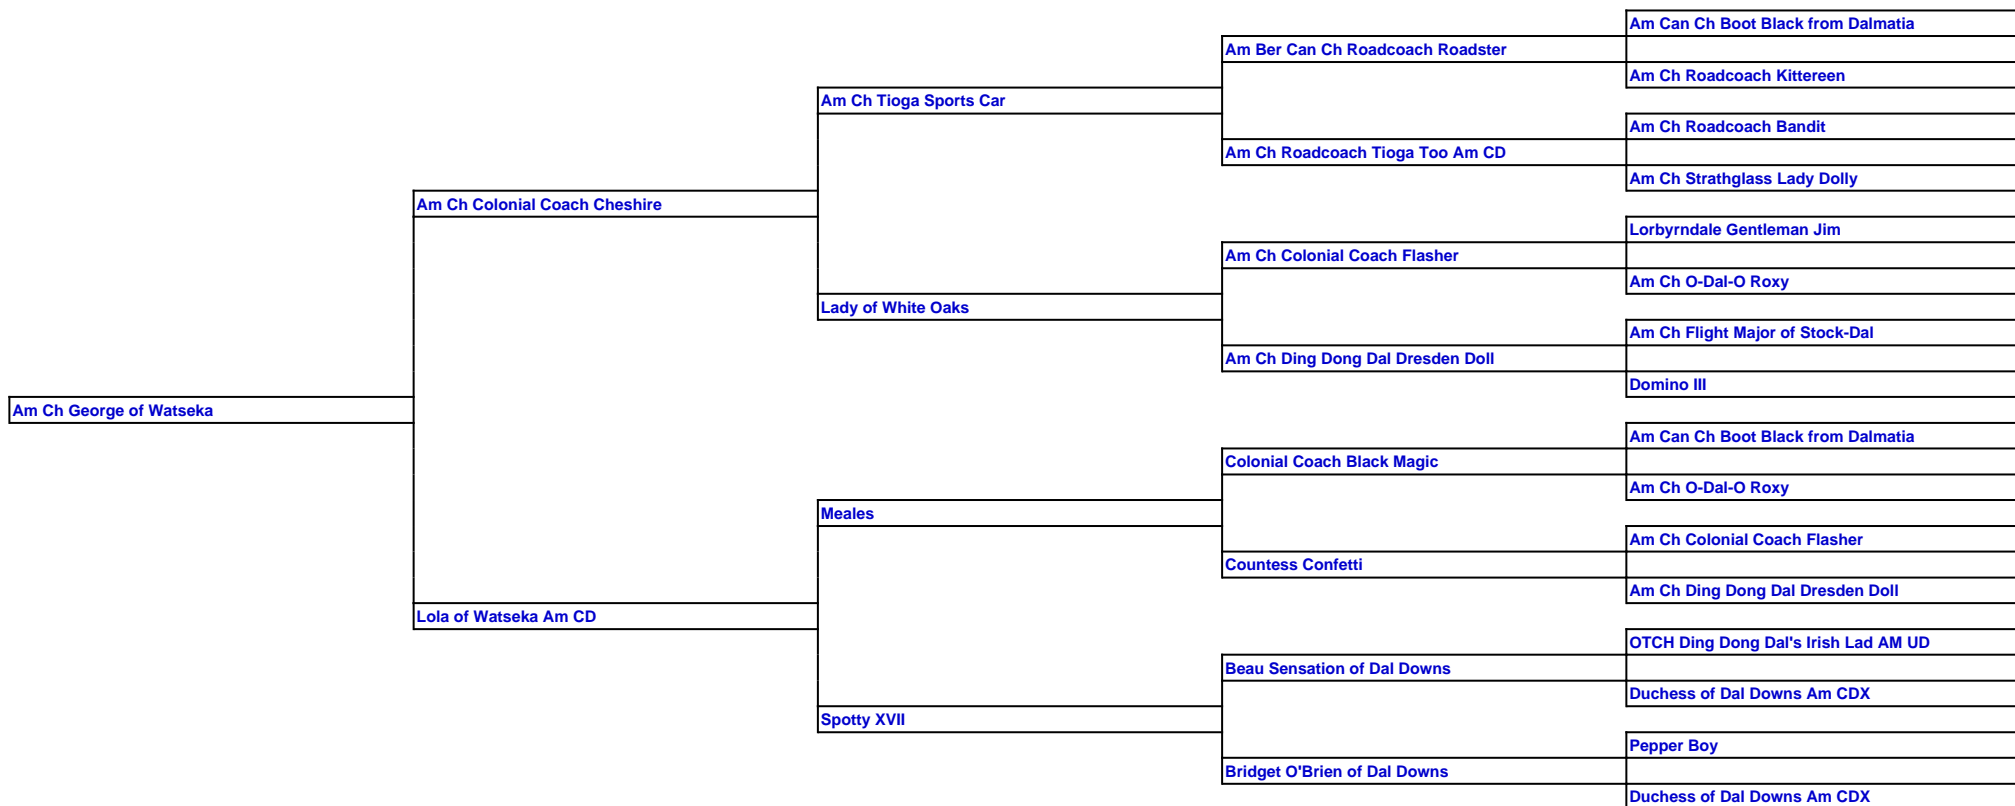 Am Can Ch Boot Black from Dalmatia
Am Ber Can Ch Roadcoach Roadster
Am Ch Roadcoach Kittereen
Am Ch Tioga Sports Car
Am Ch Roadcoach Bandit
Am Ch Roadcoach Tioga Too Am CD
Am Ch Strathglass Lady Dolly
Am Ch Colonial Coach Cheshire
Lorbyrndale Gentleman Jim
Am Ch Colonial Coach Flasher
Am Ch O-Dal-O Roxy
Lady of White Oaks
Am Ch Flight Major of Stock-Dal
Am Ch Ding Dong Dal Dresden Doll
Domino III
Am Ch George of Watseka
Am Can Ch Boot Black from Dalmatia
Colonial Coach Black Magic
Am Ch O-Dal-O Roxy
Meales
Am Ch Colonial Coach Flasher
Countess Confetti
Am Ch Ding Dong Dal Dresden Doll
Lola of Watseka Am CD
OTCH Ding Dong Dal's Irish Lad AM UD
Beau Sensation of Dal Downs
Duchess of Dal Downs Am CDX
Spotty XVII
Pepper Boy
Bridget O'Brien of Dal Downs
Duchess of Dal Downs Am CDX